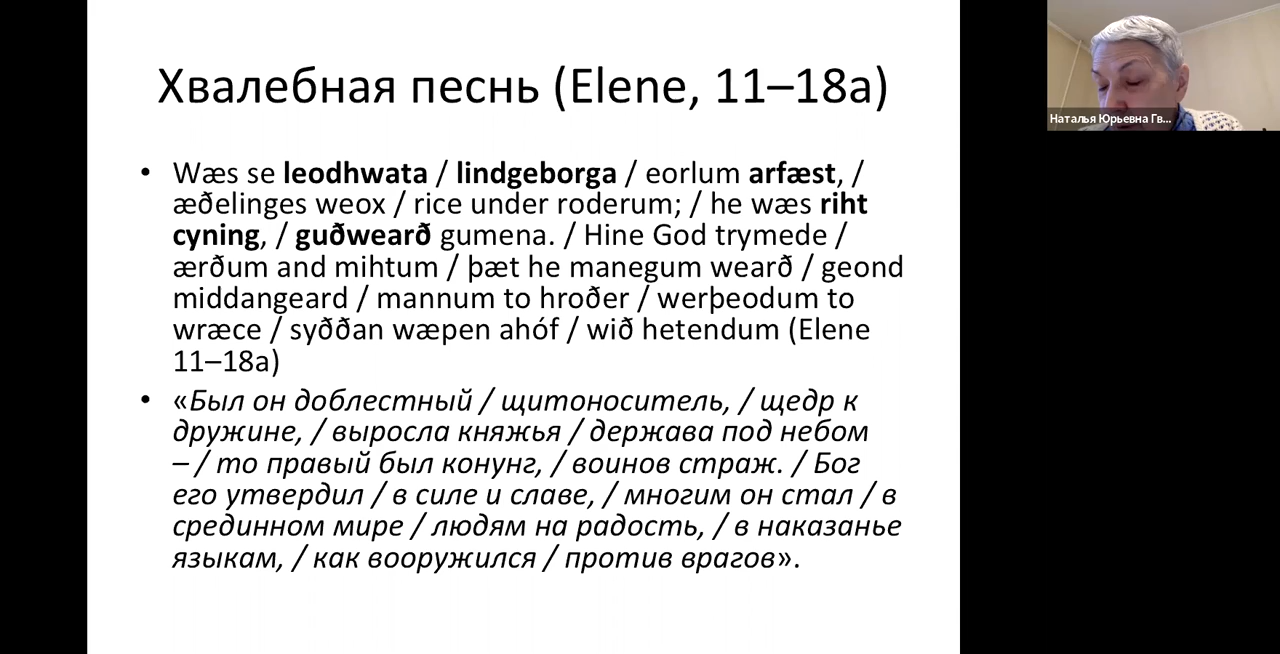 Хвалебная песнь (Elene, 11–18a)
• Wæs se leodhwata / lindgeborga / eorlum arfæst, /
æðelinges weox / rice under roderum; / he wæs riht
cyning, / guðwearð gumena. / Hine God trymede /
ærðum and mihtum / þæt he manegum wearð / geond
middangeard / mannum to hroðer / werþeodum to
wræce / syððan wæpen ahóf / wið hetendum (Elene
11–18a)
• «Был он доблестный / щитоноситель, / щедр к
дружине, / выросла княжья / держава под небом
– / то правый был конунг, / воинов страж. / Бог
его утвердил / в силе и славе, / многим он стал / в
срединном мире / людям на радость, / в наказанье
языкам, / как вооружился / против врагов».
Наталья Юрьевна Гв...